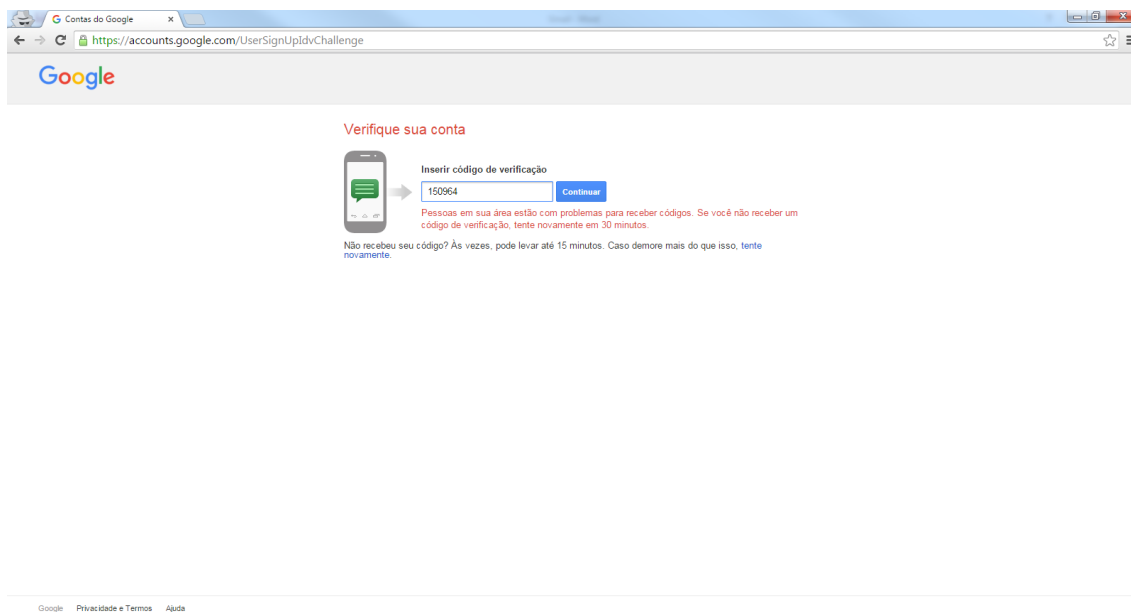 Contas do Google
https://accounts.google.com/UserSignUpIdvChallenge
Google
Verifique sua conta
Inserir código de verificação
150964
Continuar
Pessoas em sua área estão com problemas para receber códigos. Se você não receber um
código de verificação, tente novamente em 30 minutos.
Não recebeu seu código? Às vezes, pode levar até 15 minutos. Caso demore mais do que isso, tente
novamente.
Google Privacidade e Termos Ajuda